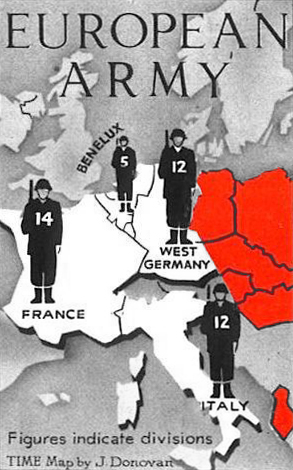 EUROPEAN
ARMY
BENELUX
5
12
14
WEST
GERMANY
FRANCE
12
ITALY
Figures indicate divisions
TIME Map by J. Donovan